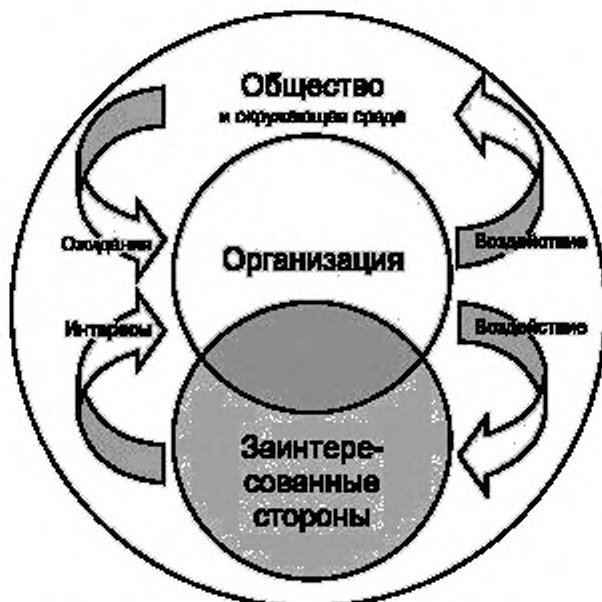 Общество
и окружающая среда
Ожидания
Воздействие
Организация
Интересы
Воздействие
Заинтере-
сованные
стороны